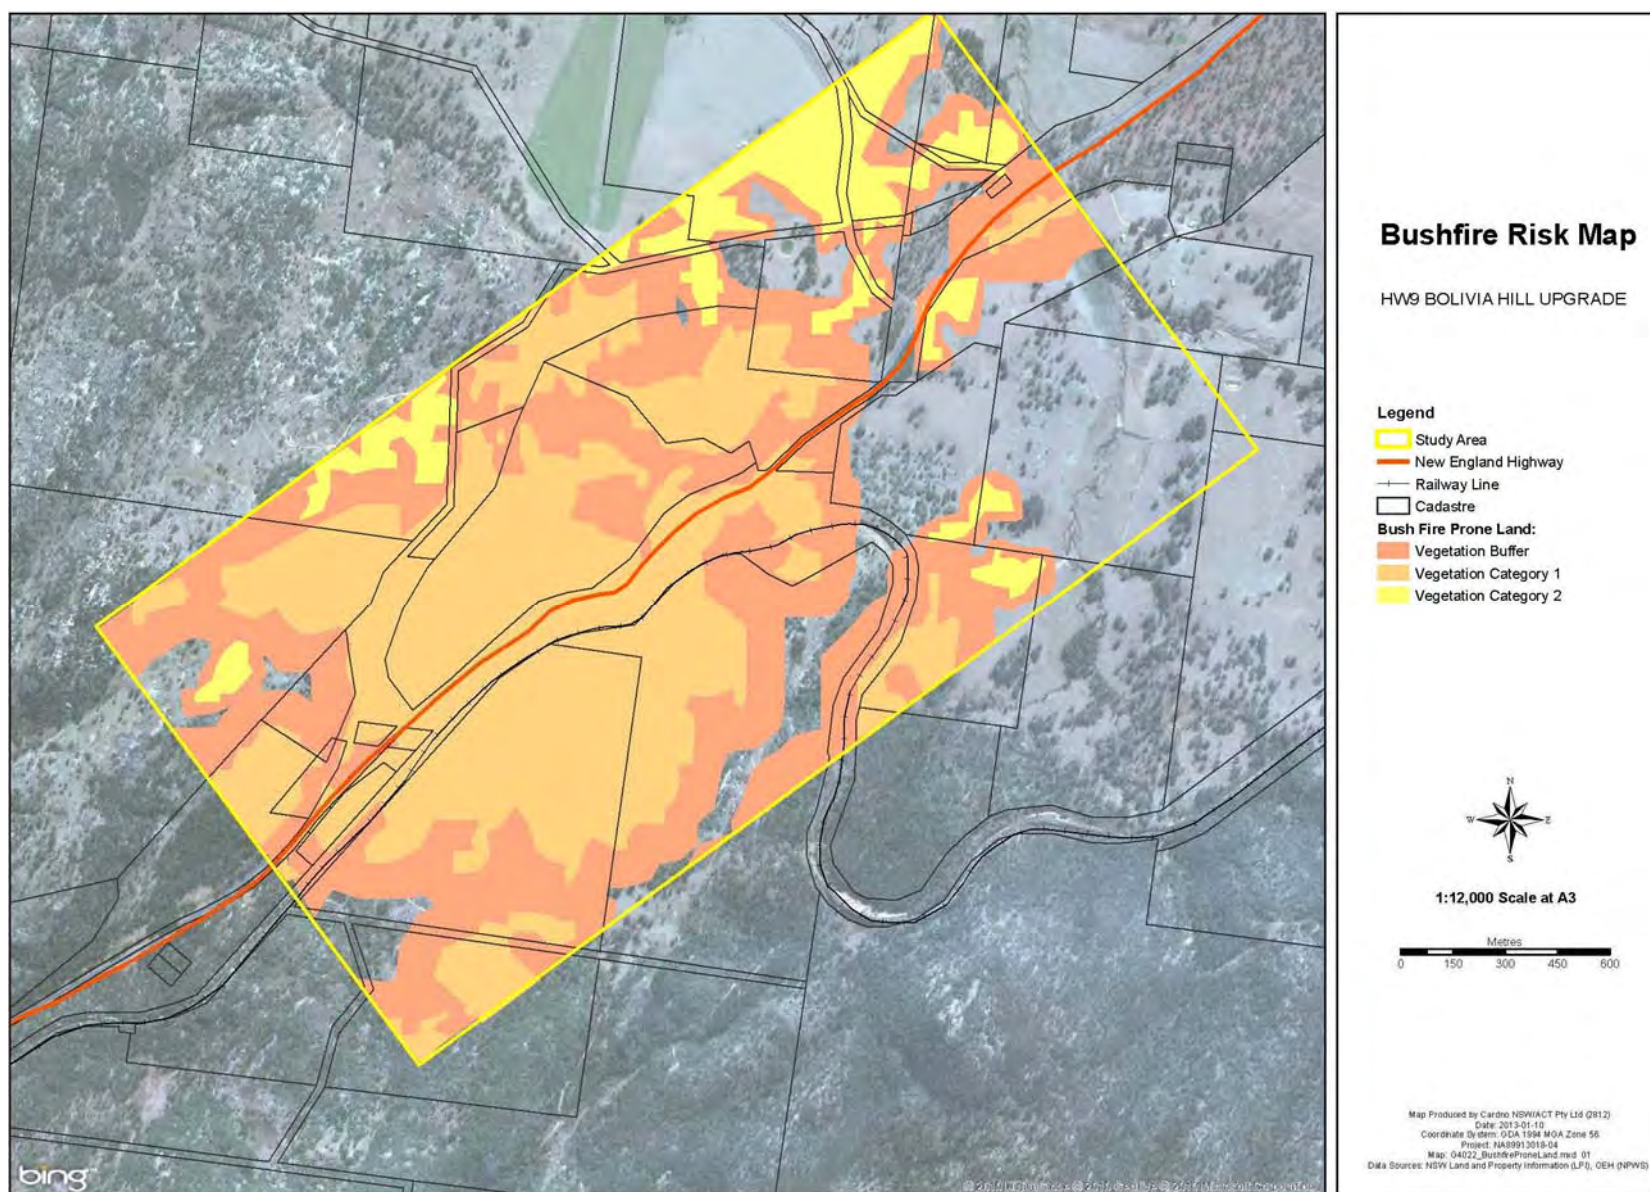 Bushfire Risk Map
HW9 BOLIVIA HILL UPGRADE
Legend
Study Area
New England Highway
Railway Line
Cadastre
Bush Fire Prone Land:
Vegetation Buffer
Vegetation Category 1
Vegetation Category 2
N
W E
S
1:12,000 Scale at A3
Metres
0 150 300 450 600
Map Produced by Cardno NSW/ACT Pty Ltd (2812)
Date: 2013-01-10
Coordinate System: GDA 1994 MGA Zone 56
Project: NA89913018-04
Map: G4022_BushfireProneLand.mxd 01
Data Sources: NSW Land and Property Information (LPI), OEH (NPWS)
bing
Microsoft Corporation